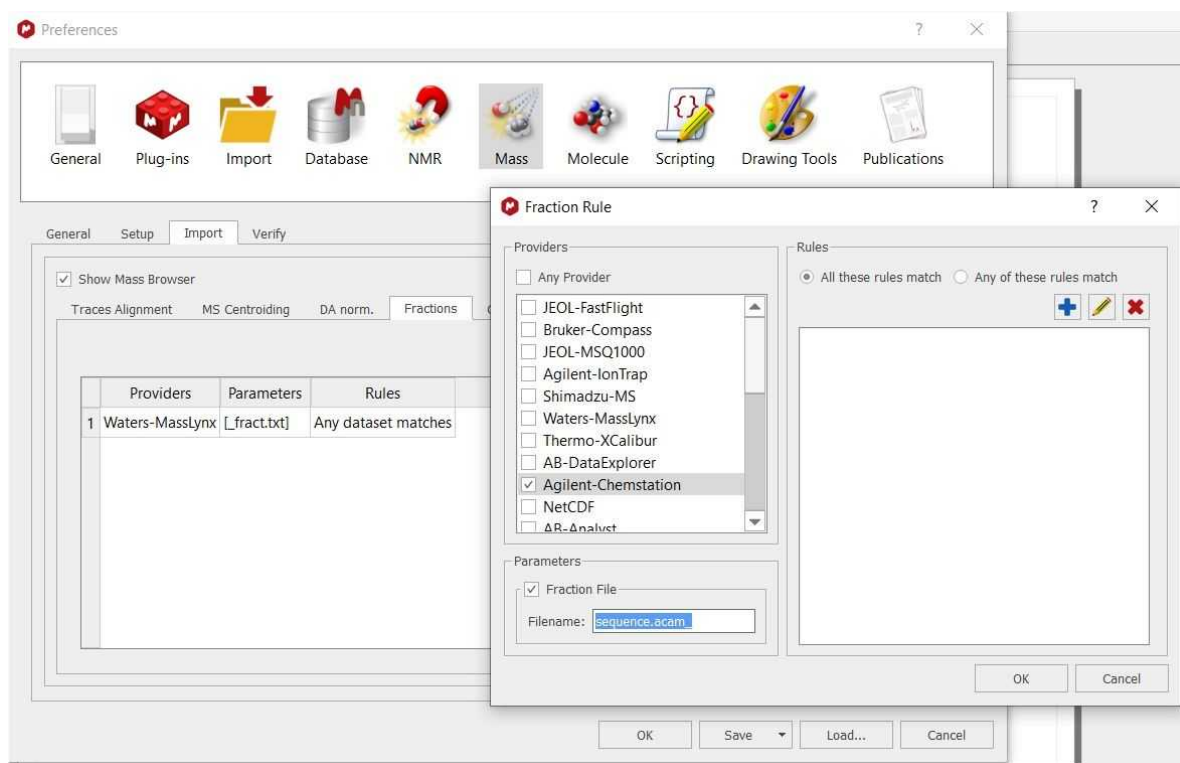 Preferences
General Plug-ins Import Database NMR Mass Molecule Scripting Drawing Tools Publications
General Setup Import Verify
Show Mass Browser
Traces Alignment MS Centroiding DA norm. Fractions
Providers Parameters Rules
1 Waters-MassLynx [_fract.txt] Any dataset matches
OK Save Load... Cancel
Fraction Rule
Providers
Any Provider
JEOL-FastFlight
Bruker-Compass
JEOL-MSQ1000
Agilent-IonTrap
Shimadzu-MS
Waters-MassLynx
Thermo-XCalibur
AB-DataExplorer
Agilent-Chemstation
NetCDF
AB-Analyst
Parameters
Fraction File
Filename: sequence.acam_
Rules
All these rules match Any of these rules match
OK Cancel